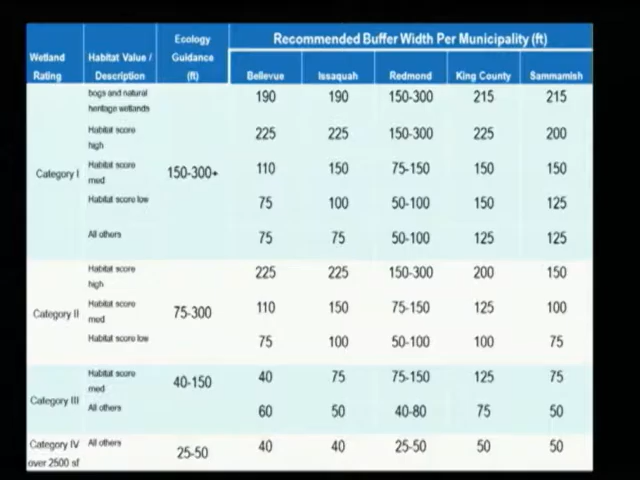 Recommended Buffer Width Per Municipality (ft)
Wetland Rating | Habitat Value / Description | Ecology Guidance (ft) | Bellevue | Issaquah | Redmond | King County | Sammamish
Category I | bogs and natural heritage wetlands | 150-300+ | 190 | 190 | 150-300 | 215 | 215
Habitat score high | 225 | 225 | 150-300 | 225 | 200
Habitat score med | 110 | 150 | 75-150 | 150 | 150
Habitat score low | 75 | 100 | 50-100 | 150 | 125
All others | 75 | 75 | 50-100 | 125 | 125
Category II | Habitat score high | 75-300 | 225 | 225 | 150-300 | 200 | 150
Habitat score med | 110 | 150 | 75-150 | 125 | 100
Habitat score low | 75 | 100 | 50-100 | 100 | 75
Category III | Habitat score med | 40-150 | 40 | 75 | 75-150 | 125 | 75
All others | 60 | 50 | 40-80 | 75 | 50
Category IV over 2500 sf | All others | 25-50 | 40 | 40 | 25-50 | 50 | 50